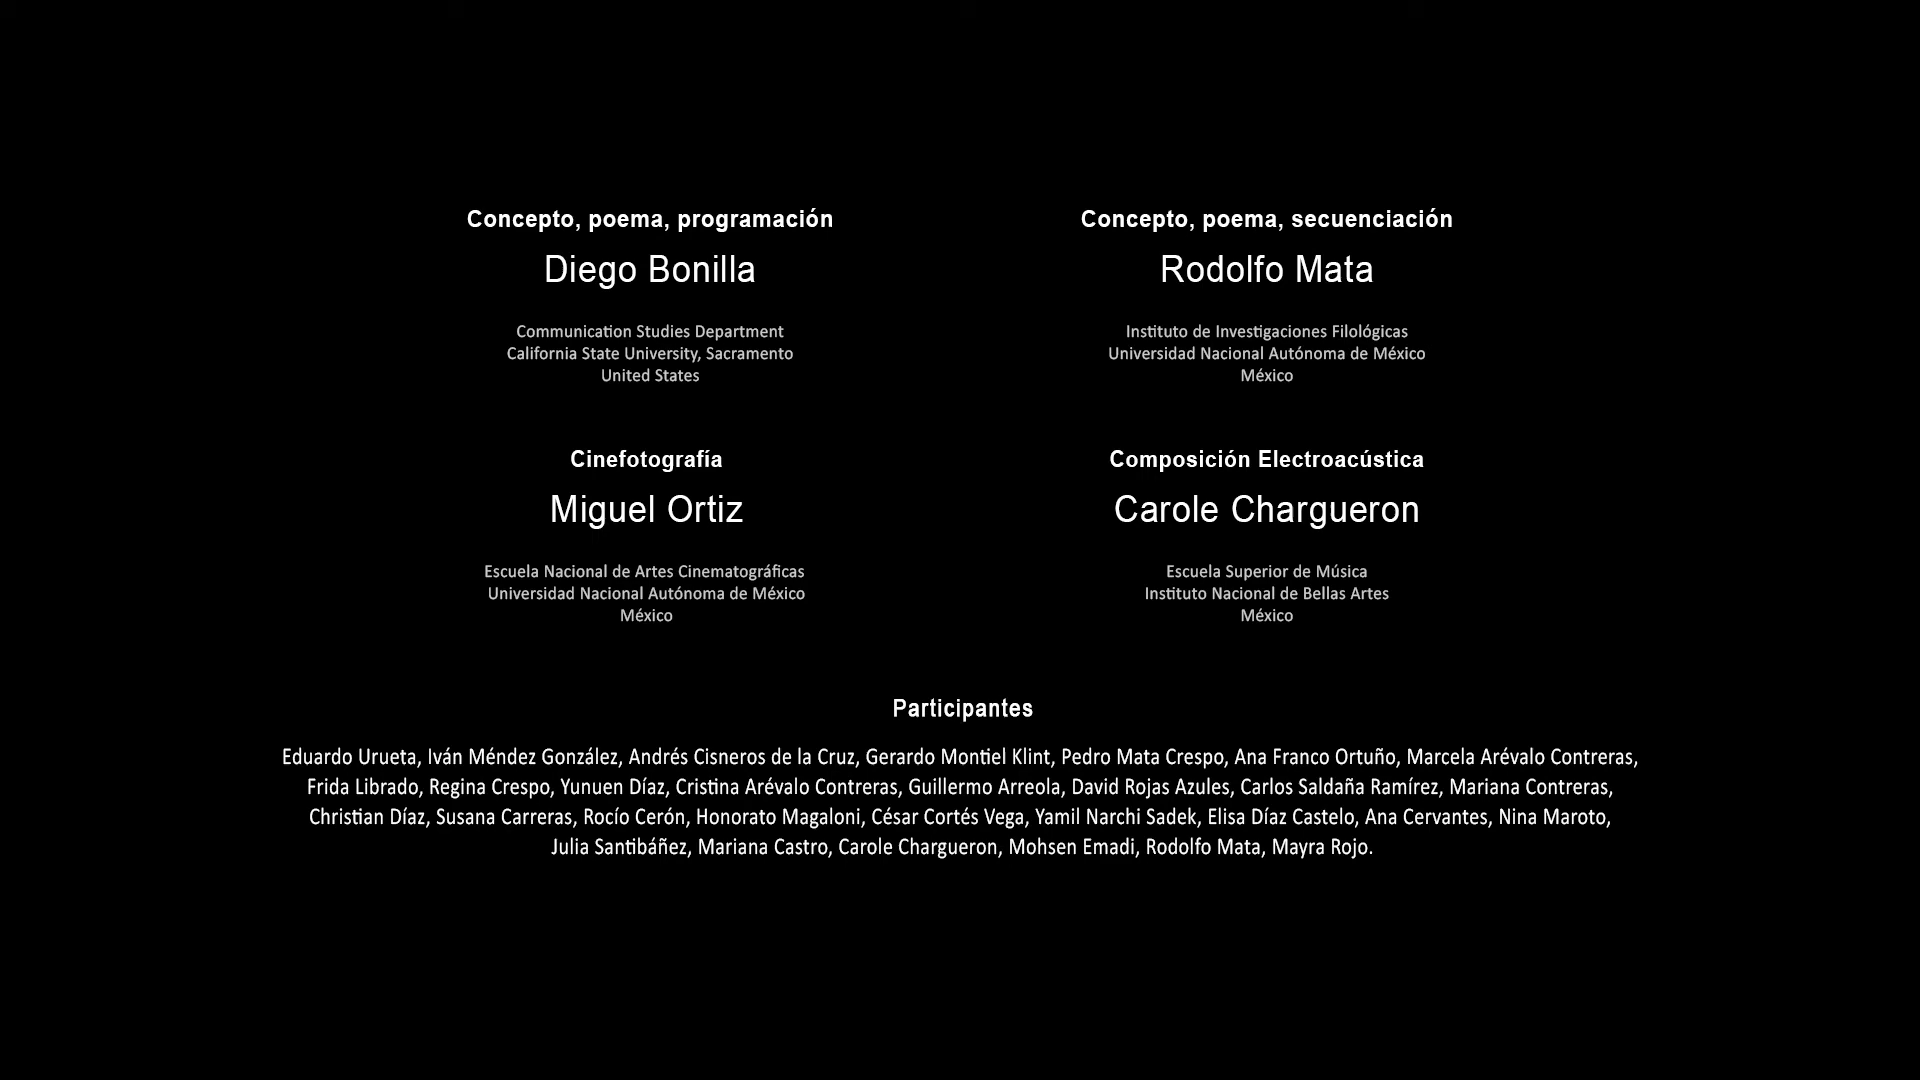 Concepto, poema, programación
Diego Bonilla
Communication Studies Department
California State University, Sacramento
United States
Concepto, poema, secuenciación
Rodolfo Mata
Instituto de Investigaciones Filológicas
Universidad Nacional Autónoma de México
México
Cinefotografía
Miguel Ortiz
Escuela Nacional de Artes Cinematográficas
Universidad Nacional Autónoma de México
México
Composición Electroacústica
Carole Chargueron
Escuela Superior de Música
Instituto Nacional de Bellas Artes
México
Participantes
Eduardo Urueta, Iván Méndez González, Andrés Cisneros de la Cruz, Gerardo Montiel Klint, Pedro Mata Crespo, Ana Franco Ortuño, Marcela Arévalo Contreras,
Frida Librado, Regina Crespo, Yunuen Díaz, Cristina Arévalo Contreras, Guillermo Arreola, David Rojas Azules, Carlos Saldaña Ramírez, Mariana Contreras,
Christian Díaz, Susana Carreras, Rocío Cerón, Honorato Magaloni, César Cortés Vega, Yamil Narchi Sadek, Elisa Díaz Castelo, Ana Cervantes, Nina Maroto,
Julia Santibáñez, Mariana Castro, Carole Chargueron, Mohsen Emadi, Rodolfo Mata, Mayra Rojo.